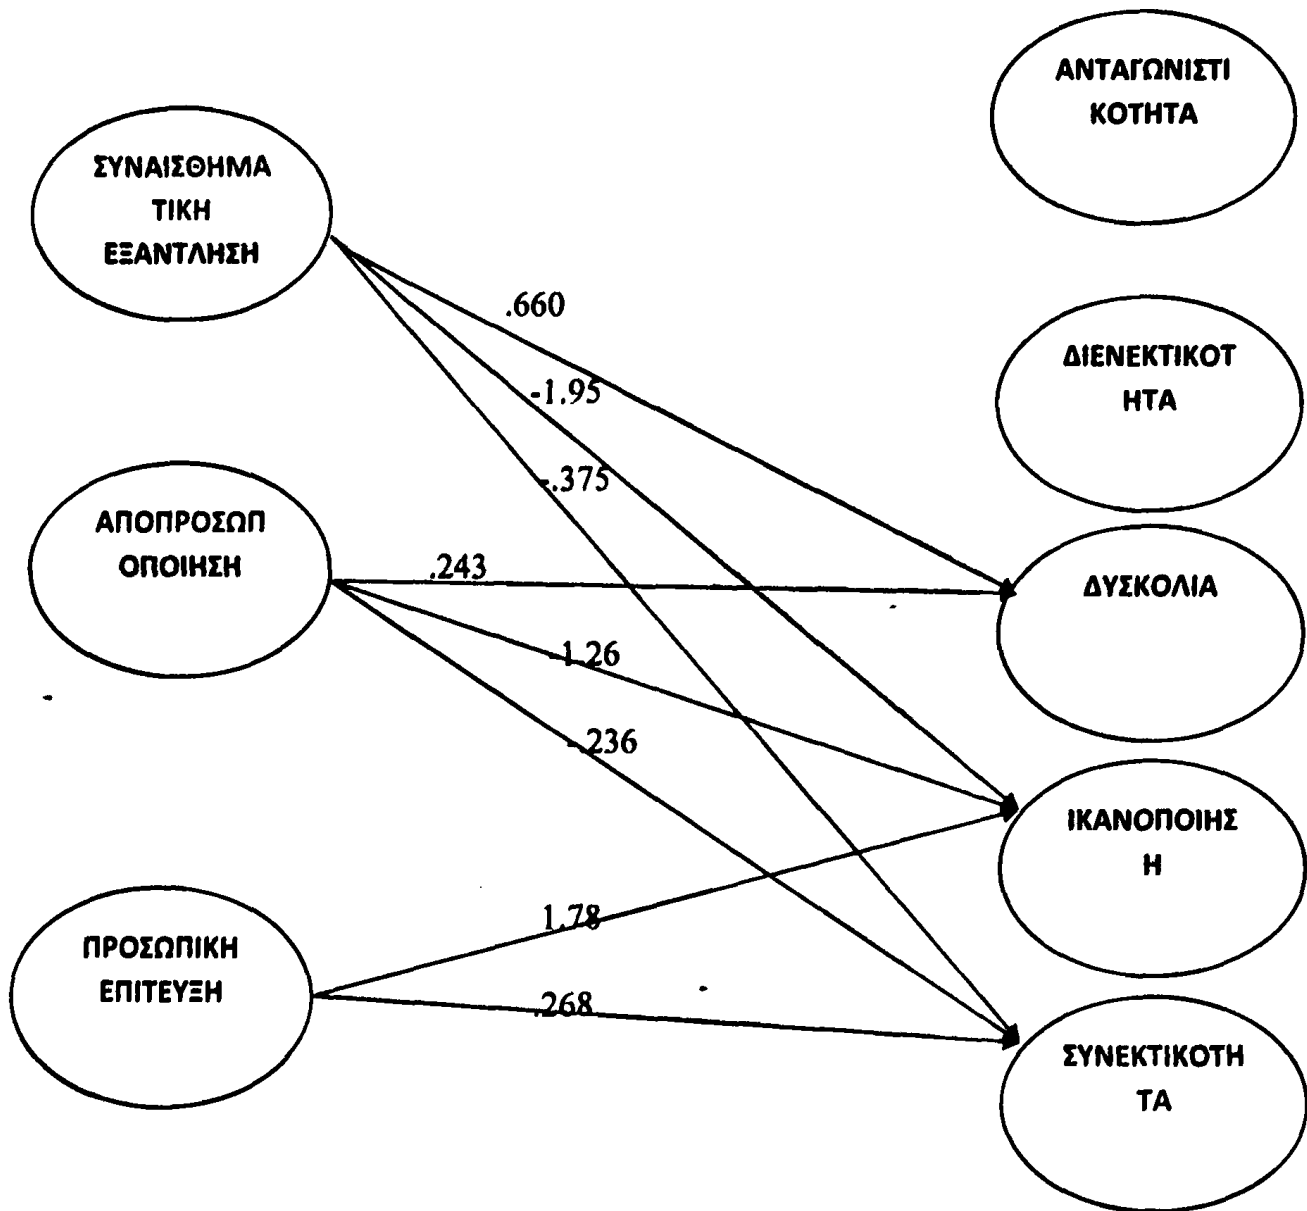 ΑΝΤΑΓΩΝΙΣΤΙ
ΚΟΤΗΤΑ
ΣΥΝΑΙΣΘΗΜΑ
ΤΙΚΗ
ΕΞΑΝΤΛΗΣΗ
.660
ΔΙΕΝΕΚΤΙΚΟΤ
ΗΤΑ
-1.95
-.375
ΑΠΟΠΡΟΣΩΠ
ΟΠΟΙΗΣΗ
.243
ΔΥΣΚΟΛΙΑ
-1.26
-.236
ΙΚΑΝΟΠΟΙΗΣ
Η
1.78
ΠΡΟΣΩΠΙΚΗ
ΕΠΙΤΕΥΞΗ
.268
ΣΥΝΕΚΤΙΚΟΤΗ
ΤΑ